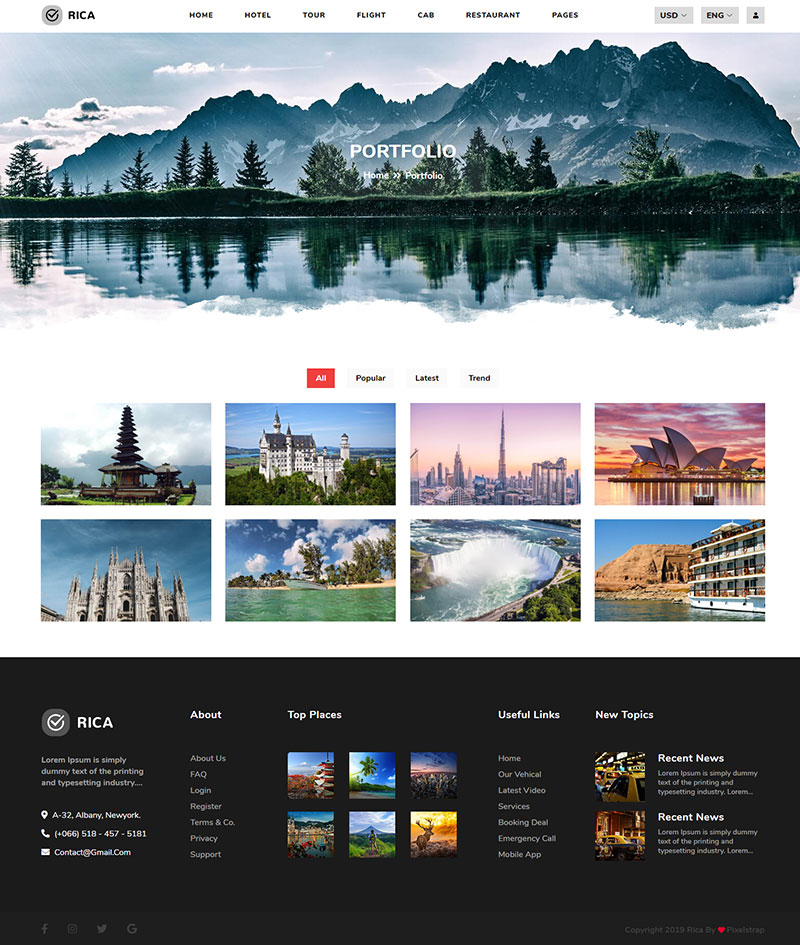 RICA
HOME HOTEL TOUR FLIGHT CAB RESTAURANT PAGES
USD ENG
PORTFOLIO
Home » Portfolio
All Popular Latest Trend
RICA
Lorem Ipsum is simply
dummy text of the printing
and typesetting industry....
A-32, Albany, Newyork.
(+066) 518 - 457 - 5181
Contact@Gmail.Com
About
About Us
FAQ
Login
Register
Terms & Co.
Privacy
Support
Top Places
Useful Links
Home
Our Vehical
Latest Video
Services
Booking Deal
Emergency Call
Mobile App
New Topics
Recent News
Lorem Ipsum is simply dummy
text of the printing and
typesetting industry. Lorem...
Recent News
Lorem Ipsum is simply dummy
text of the printing and
typesetting industry. Lorem...
Copyright 2019 Rica By ♥ Pixelstrap